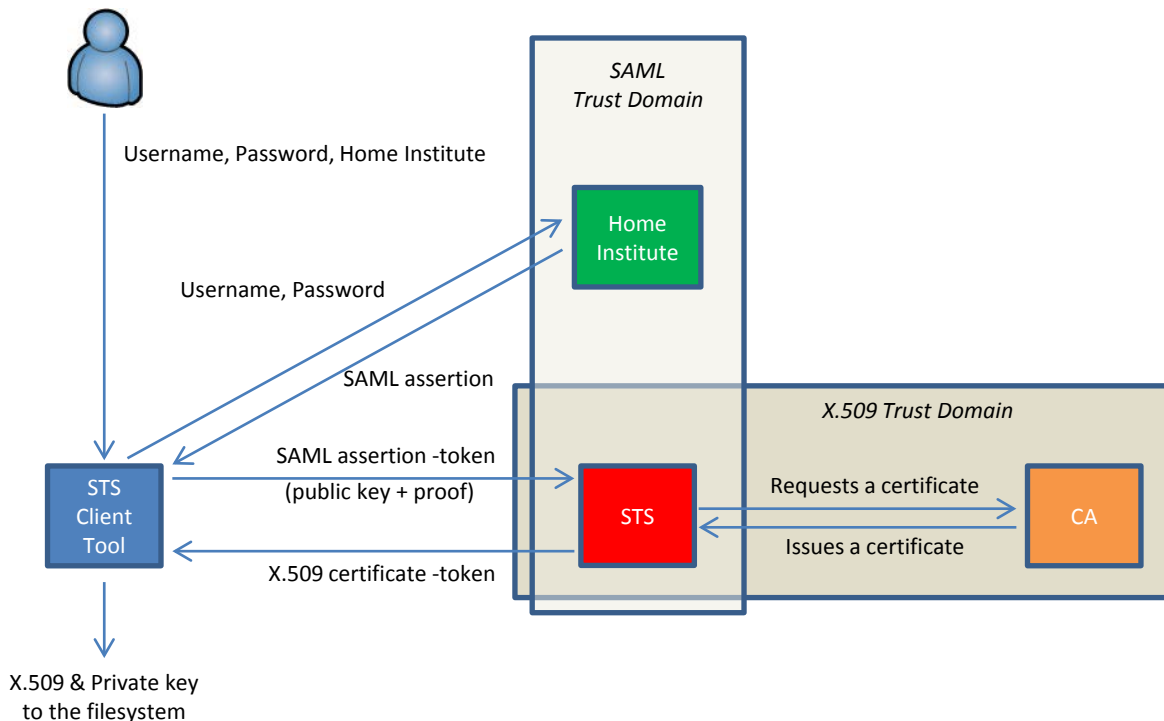 SAML
Trust Domain
Username, Password, Home Institute
Home
Institute
Username, Password
SAML assertion
X.509 Trust Domain
SAML assertion -token
(public key + proof)
STS
Client
Tool
STS
Requests a certificate
CA
Issues a certificate
X.509 certificate -token
X.509 & Private key
to the filesystem